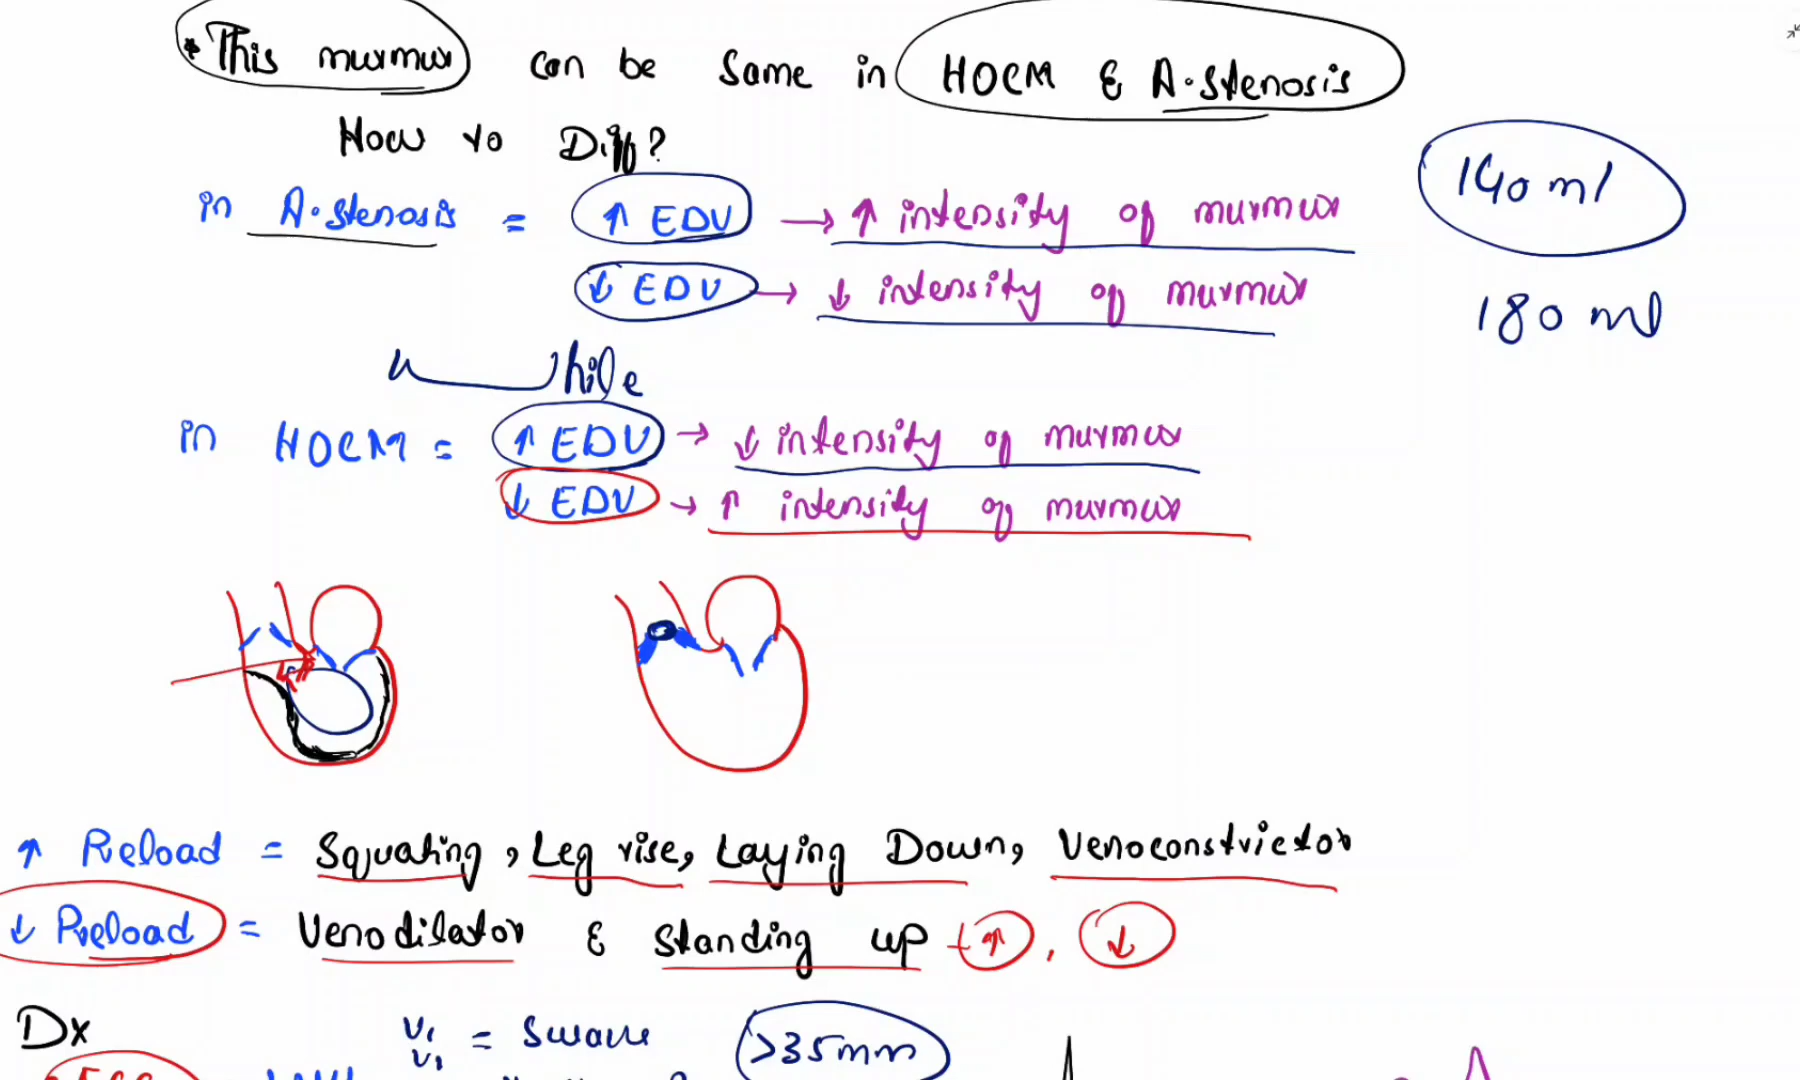 *This murmur can be same in HOCM & A.stenosis
How to Diff?
in A.stenosis = ↑ EDV → ↑ intensity of murmur
↓ EDV → ↓ intensity of murmur
140 ml
180 ml
while
in HOCM = ↑ EDV → ↓ intensity of murmur
↓ EDV → ↑ intensity of murmur
↑ Preload = Squating, Leg rise, Laying Down, Venoconstrictor
↓ Preload = Venodilator & standing up ↑, ↓
Dx
V1 = Swave >35mm